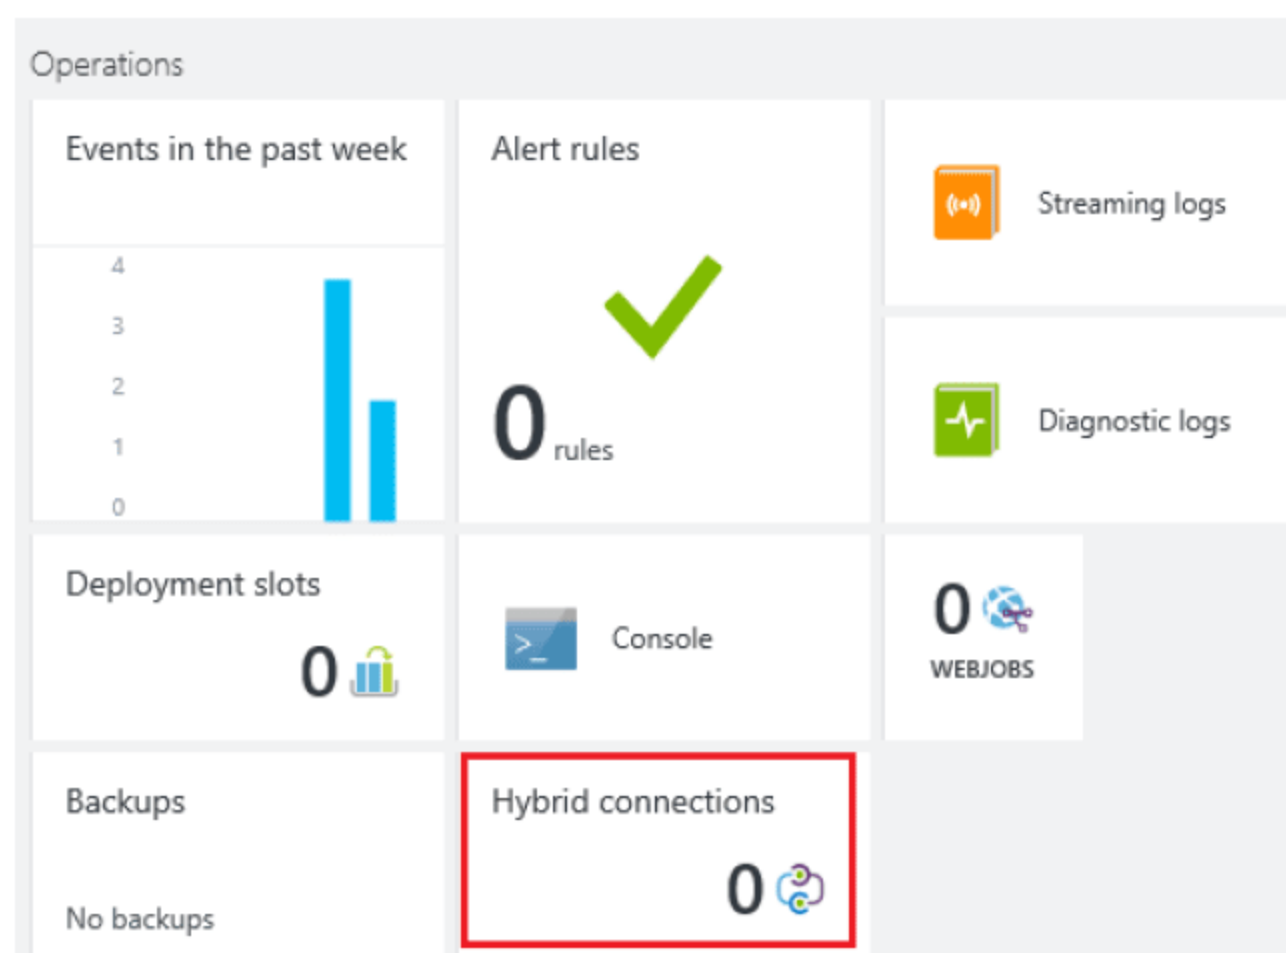 Operations
Events in the past week
4
3
2
1
0
Alert rules
0 rules
Streaming logs
Diagnostic logs
Deployment slots
0
>_
Console
0
WEBJOBS
Backups
No backups
Hybrid connections
0